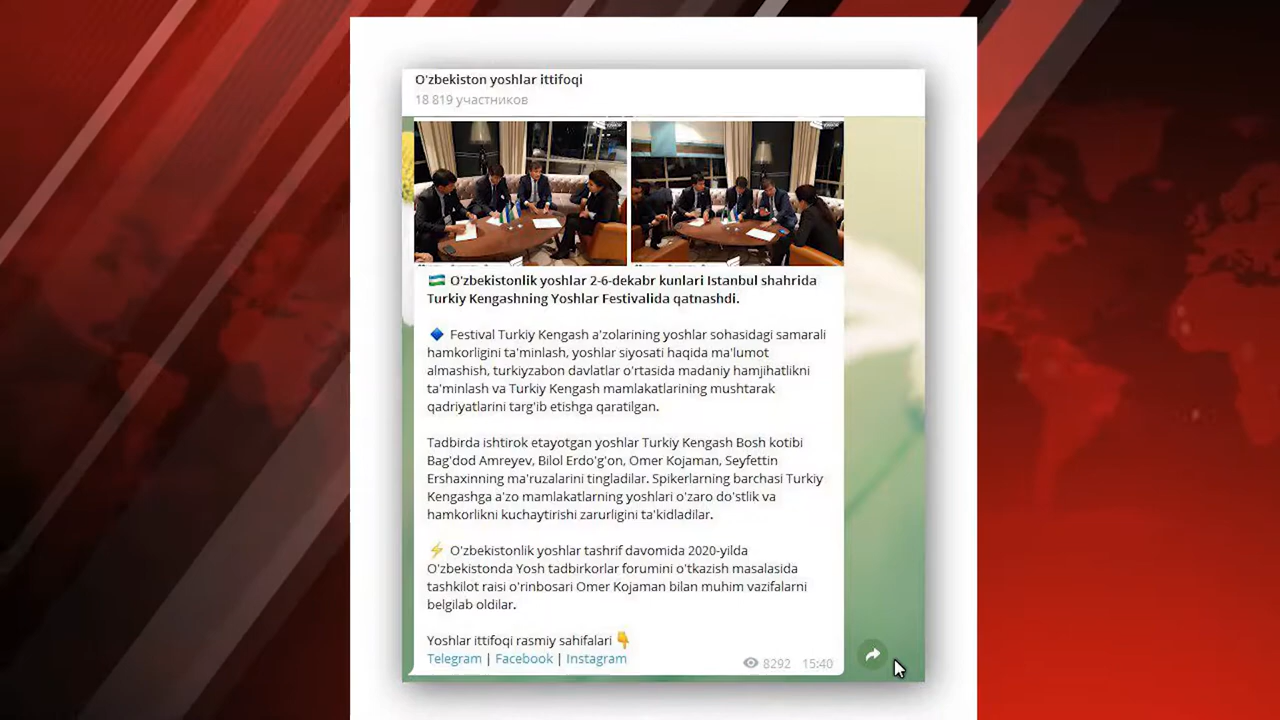 O'zbekiston yoshlar ittifoqi
18 819 участников
O'zbekistonlik yoshlar 2-6-dekabr kunlari Istanbul shahrida
Turkiy Kengashning Yoshlar Festivalida qatnashdi.
Festival Turkiy Kengash a'zolarining yoshlar sohasidagi samarali
hamkorligini ta'minlash, yoshlar siyosati haqida ma'lumot
almashish, turkiyzabon davlatlar o'rtasida madaniy hamjihatlikni
ta'minlash va Turkiy Kengash mamlakatlarining mushtarak
qadriyatlarini targ'ib etishga qaratilgan.
Tadbirda ishtirok etayotgan yoshlar Turkiy Kengash Bosh kotibi
Bag'dod Amreyev, Bilol Erdo'g'on, Omer Kojaman, Seyfettin
Ershaxinning ma'ruzalarini tingladilar. Spikerlarning barchasi Turkiy
Kengashga a'zo mamlakatlarning yoshlari o'zaro do'stlik va
hamkorlikni kuchaytirishi zarurligini ta'kidladilar.
O'zbekistonlik yoshlar tashrif davomida 2020-yilda
O'zbekistonda Yosh tadbirkorlar forumini o'tkazish masalasida
tashkilot raisi o'rinbosari Omer Kojaman bilan muhim vazifalarni
belgilab oldilar.
Yoshlar ittifoqi rasmiy sahifalari
Telegram | Facebook | Instagram
8292 15:40